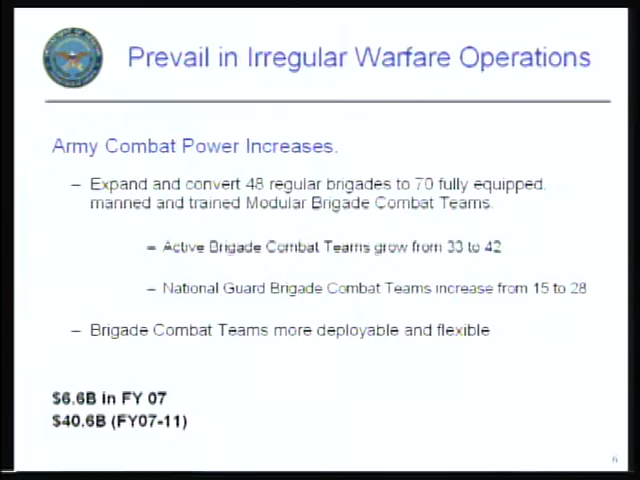 Prevail in Irregular Warfare Operations
Army Combat Power Increases.
– Expand and convert 48 regular brigades to 70 fully equipped,
manned and trained Modular Brigade Combat Teams.
– Active Brigade Combat Teams grow from 33 to 42
– National Guard Brigade Combat Teams increase from 15 to 28
– Brigade Combat Teams more deployable and flexible
$6.6B in FY 07
$40.6B (FY07-11)
6